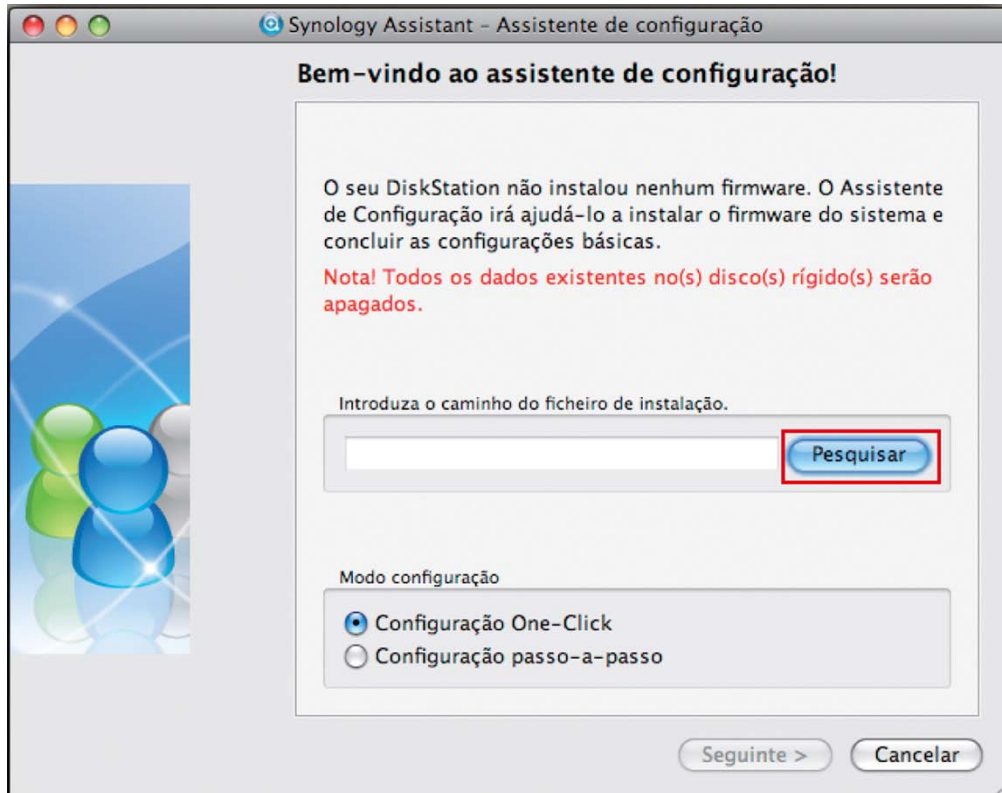 Synology Assistant – Assistente de configuração
Bem-vindo ao assistente de configuração!
O seu DiskStation não instalou nenhum firmware. O Assistente
de Configuração irá ajudá-lo a instalar o firmware do sistema e
concluir as configurações básicas.
Nota! Todos os dados existentes no(s) disco(s) rígido(s) serão
apagados.
Introduza o caminho do ficheiro de instalação.
Pesquisar
Modo configuração
Configuração One-Click
Configuração passo-a-passo
Seguinte >
Cancelar